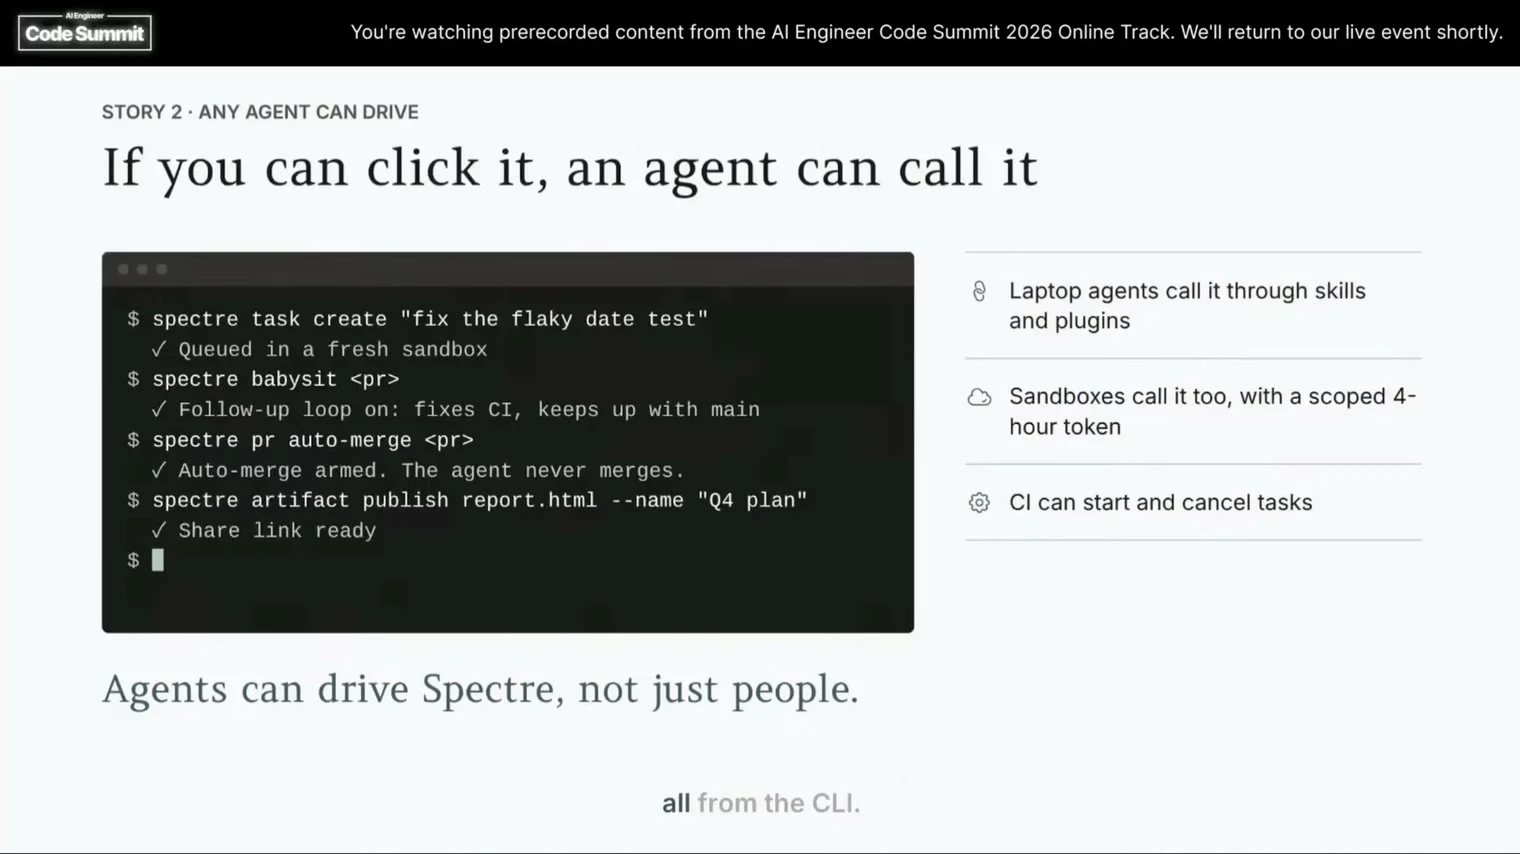 AI Engineer
Code Summit
You're watching prerecorded content from the AI Engineer Code Summit 2026 Online Track. We'll return to our live event shortly.
STORY 2 · ANY AGENT CAN DRIVE
If you can click it, an agent can call it
$ spectre task create "fix the flaky date test"
✓ Queued in a fresh sandbox
$ spectre babysit <pr>
✓ Follow-up loop on: fixes CI, keeps up with main
$ spectre pr auto-merge <pr>
✓ Auto-merge armed. The agent never merges.
$ spectre artifact publish report.html --name "Q4 plan"
✓ Share link ready
$
Laptop agents call it through skills
and plugins
Sandboxes call it too, with a scoped 4-
hour token
CI can start and cancel tasks
Agents can drive Spectre, not just people.
all from the CLI.